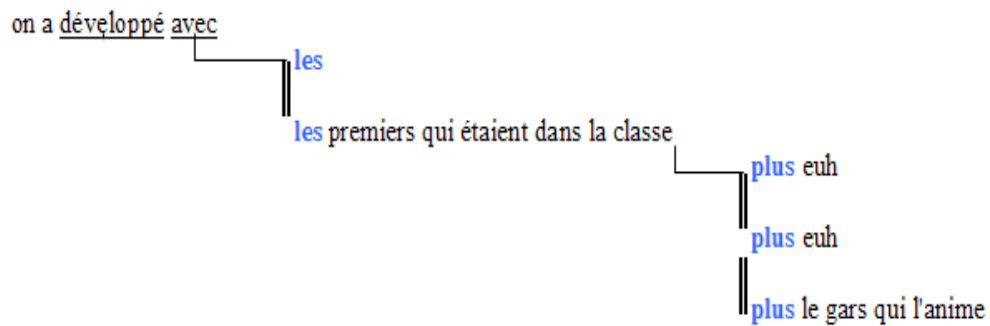 on a développé avec
les
les premiers qui étaient dans la classe
plus euh
plus euh
plus le gars qui l'anime